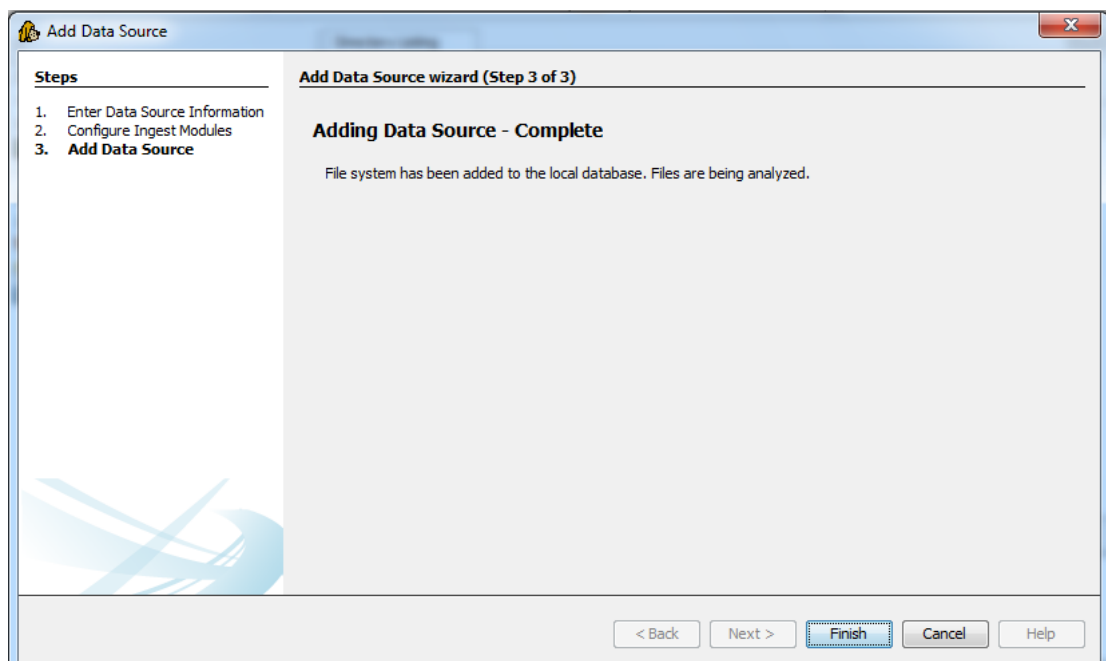 Add Data Source
Steps
1. Enter Data Source Information
2. Configure Ingest Modules
3. Add Data Source
Add Data Source wizard (Step 3 of 3)
Adding Data Source - Complete
File system has been added to the local database. Files are being analyzed.
< Back Next > Finish Cancel Help